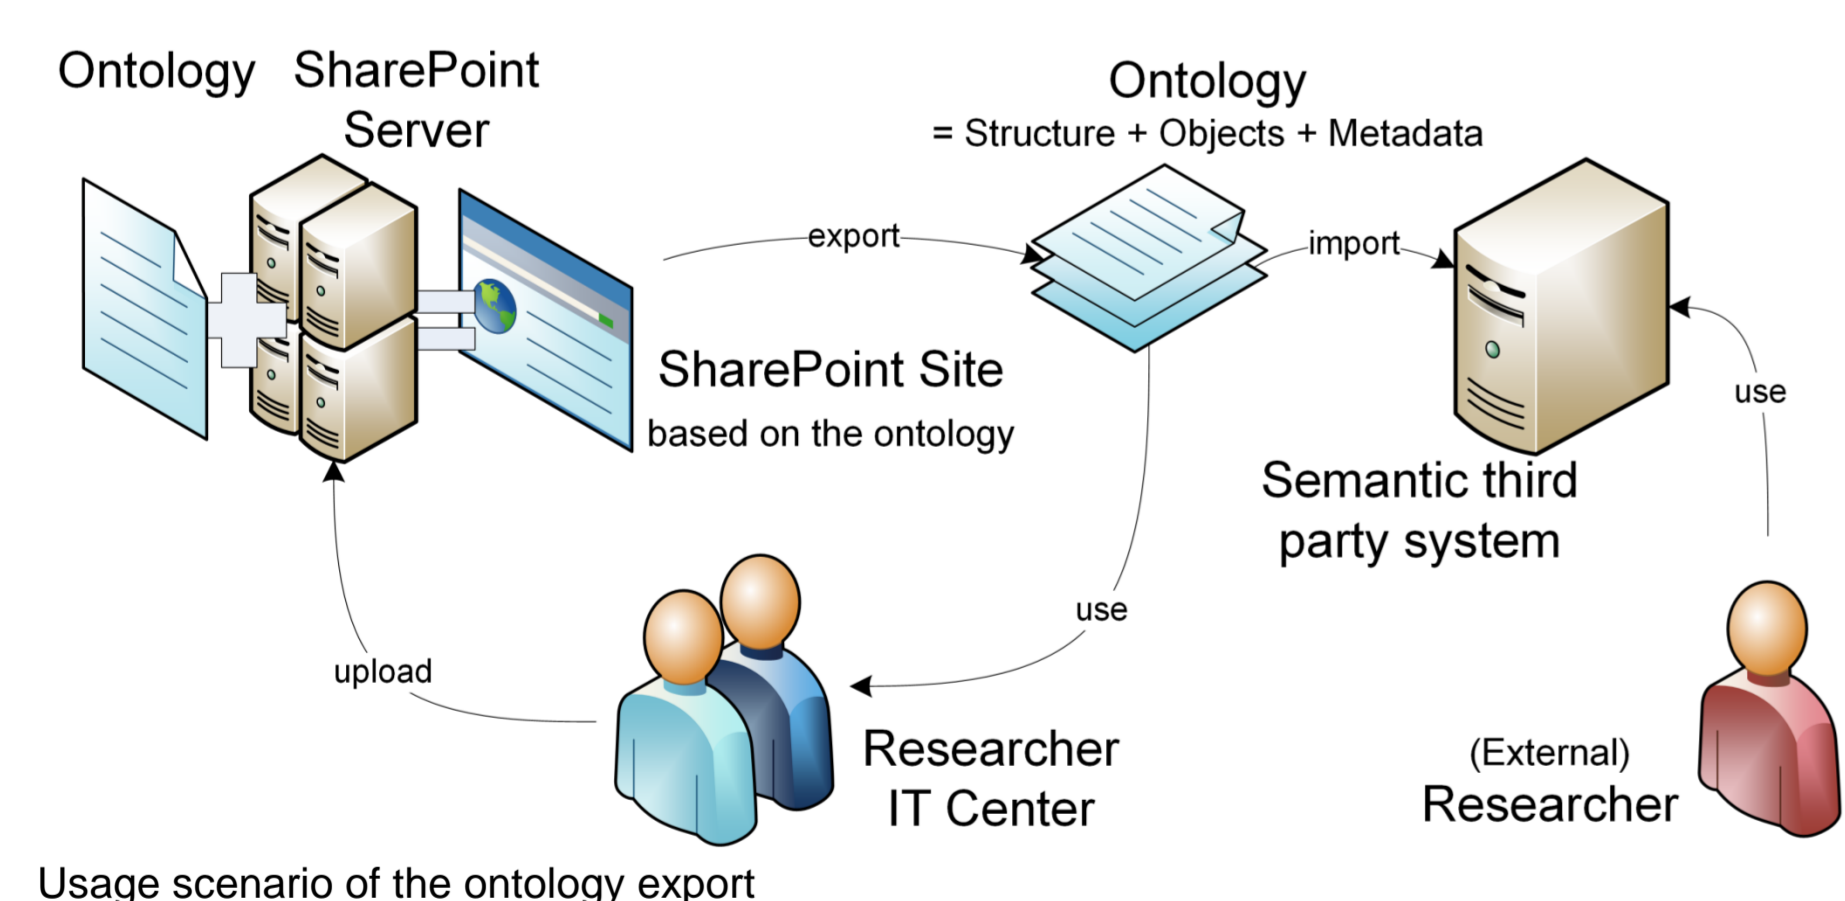 Ontology
SharePoint
Server
Ontology
= Structure + Objects + Metadata
export
import
SharePoint Site
based on the ontology
use
Semantic third
party system
use
upload
Researcher
IT Center
(External)
Researcher
Usage scenario of the ontology export